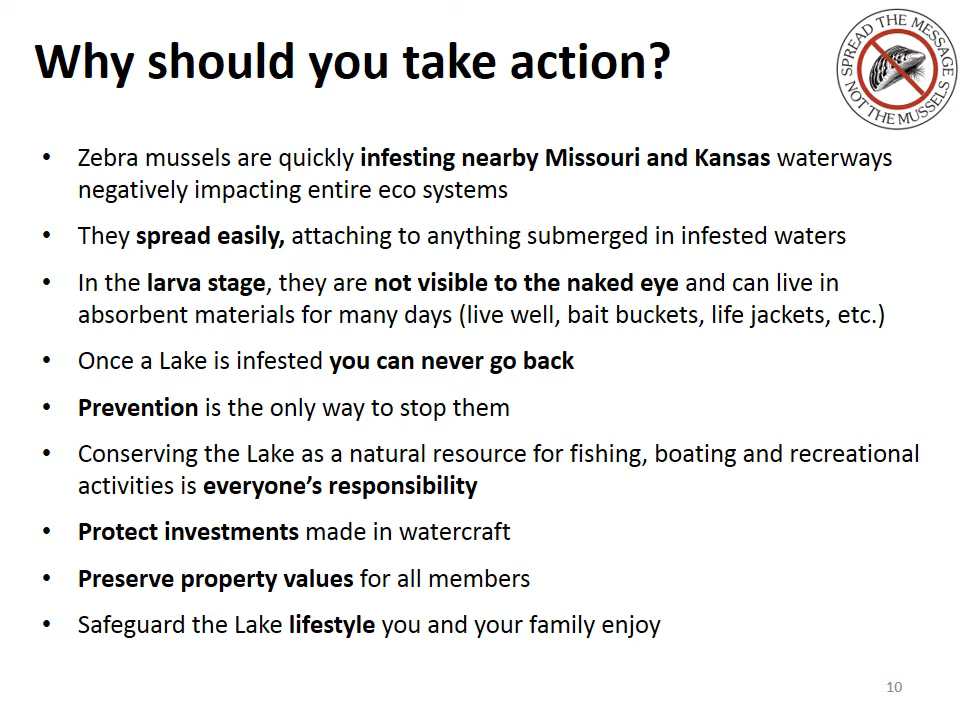 Why should you take action?
SPREAD THE MESSAGE
NOT THE MUSSELS
• Zebra mussels are quickly infesting nearby Missouri and Kansas waterways
negatively impacting entire eco systems
• They spread easily, attaching to anything submerged in infested waters
• In the larva stage, they are not visible to the naked eye and can live in
absorbent materials for many days (live well, bait buckets, life jackets, etc.)
• Once a Lake is infested you can never go back
• Prevention is the only way to stop them
• Conserving the Lake as a natural resource for fishing, boating and recreational
activities is everyone’s responsibility
• Protect investments made in watercraft
• Preserve property values for all members
• Safeguard the Lake lifestyle you and your family enjoy
10